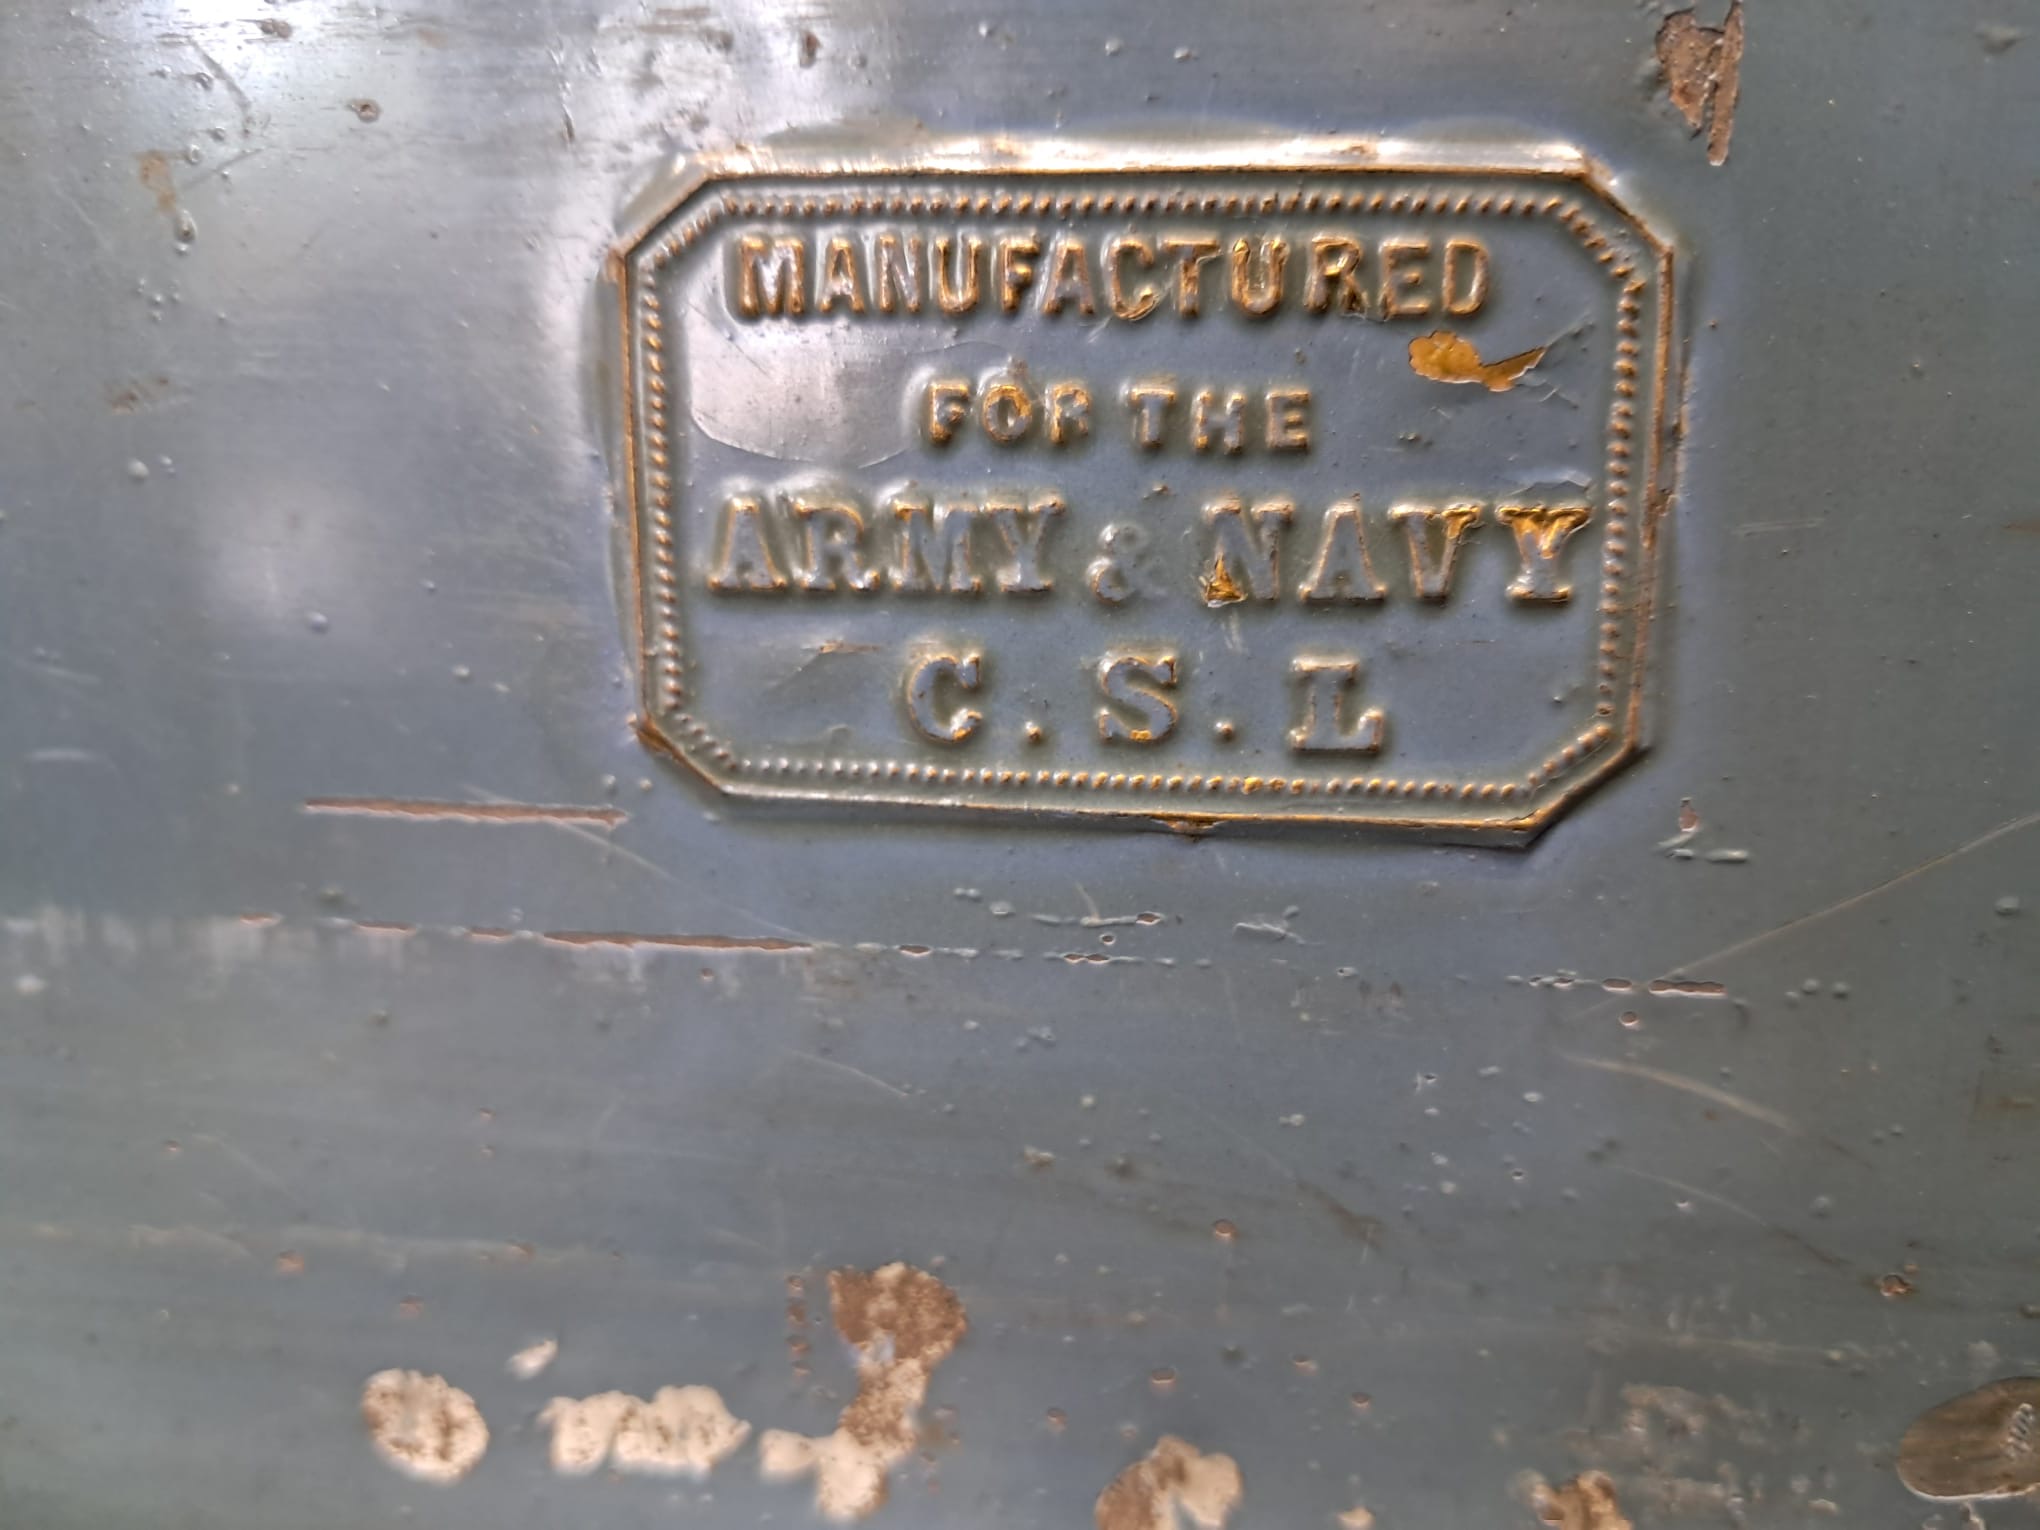 MANUFACTURED
FOR THE
ARMY & NAVY
C.S.L